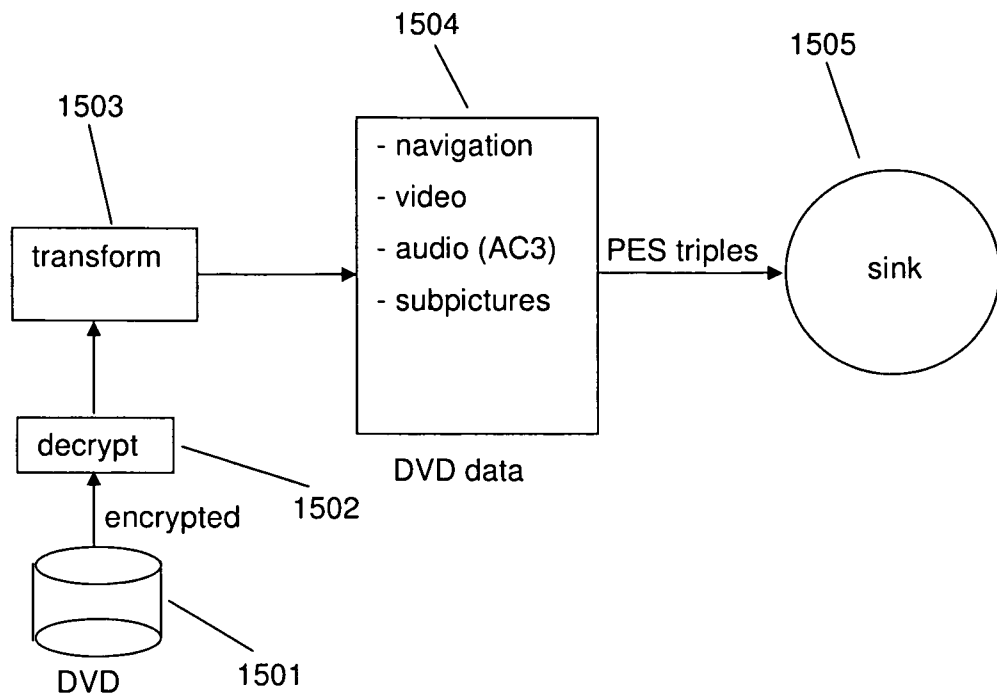 1504
1505
1503
- navigation
- video
- audio (AC3)
- subpictures
transform
PES triples
sink
decrypt
DVD data
1502
encrypted
1501
DVD